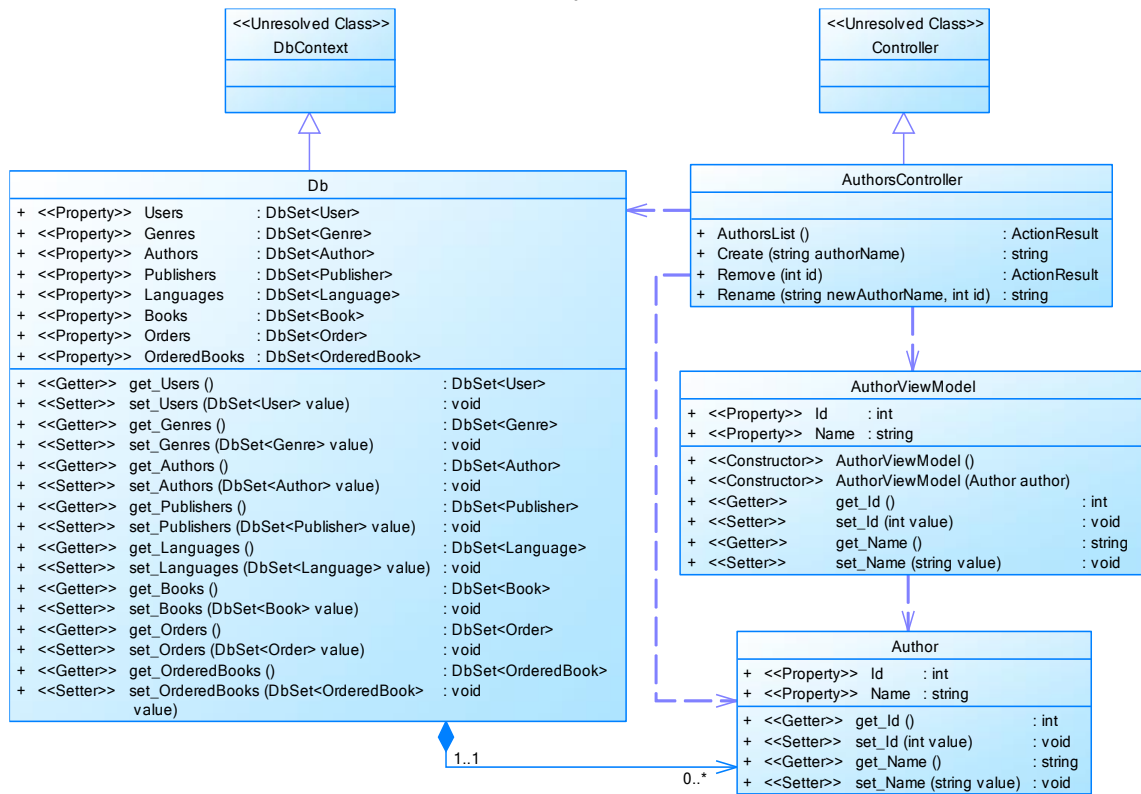 <<Unresolved Class>>
DbContext
<<Unresolved Class>>
Controller
Db
+ <<Property>> Users : DbSet<User>
+ <<Property>> Genres : DbSet<Genre>
+ <<Property>> Authors : DbSet<Author>
+ <<Property>> Publishers : DbSet<Publisher>
+ <<Property>> Languages : DbSet<Language>
+ <<Property>> Books : DbSet<Book>
+ <<Property>> Orders : DbSet<Order>
+ <<Property>> OrderedBooks : DbSet<OrderedBook>
+ <<Getter>> get_Users () : DbSet<User>
+ <<Setter>> set_Users (DbSet<User> value) : void
+ <<Getter>> get_Genres () : DbSet<Genre>
+ <<Setter>> set_Genres (DbSet<Genre> value) : void
+ <<Getter>> get_Authors () : DbSet<Author>
+ <<Setter>> set_Authors (DbSet<Author> value) : void
+ <<Getter>> get_Publishers () : DbSet<Publisher>
+ <<Setter>> set_Publishers (DbSet<Publisher> value) : void
+ <<Getter>> get_Languages () : DbSet<Language>
+ <<Setter>> set_Languages (DbSet<Language> value) : void
+ <<Getter>> get_Books () : DbSet<Book>
+ <<Setter>> set_Books (DbSet<Book> value) : void
+ <<Getter>> get_Orders () : DbSet<Order>
+ <<Setter>> set_Orders (DbSet<Order> value) : void
+ <<Getter>> get_OrderedBooks () : DbSet<OrderedBook>
+ <<Setter>> set_OrderedBooks (DbSet<OrderedBook> : void
value)
AuthorsController
+ AuthorsList () : ActionResult
+ Create (string authorName) : string
+ Remove (int id) : ActionResult
+ Rename (string newAuthorName, int id) : string
AuthorViewModel
+ <<Property>> Id : int
+ <<Property>> Name : string
+ <<Constructor>> AuthorViewModel ()
+ <<Constructor>> AuthorViewModel (Author author)
+ <<Getter>> get_Id () : int
+ <<Setter>> set_Id (int value) : void
+ <<Getter>> get_Name () : string
+ <<Setter>> set_Name (string value) : void
Author
+ <<Property>> Id : int
+ <<Property>> Name : string
+ <<Getter>> get_Id () : int
+ <<Setter>> set_Id (int value) : void
+ <<Getter>> get_Name () : string
+ <<Setter>> set_Name (string value) : void
1..1
0..*